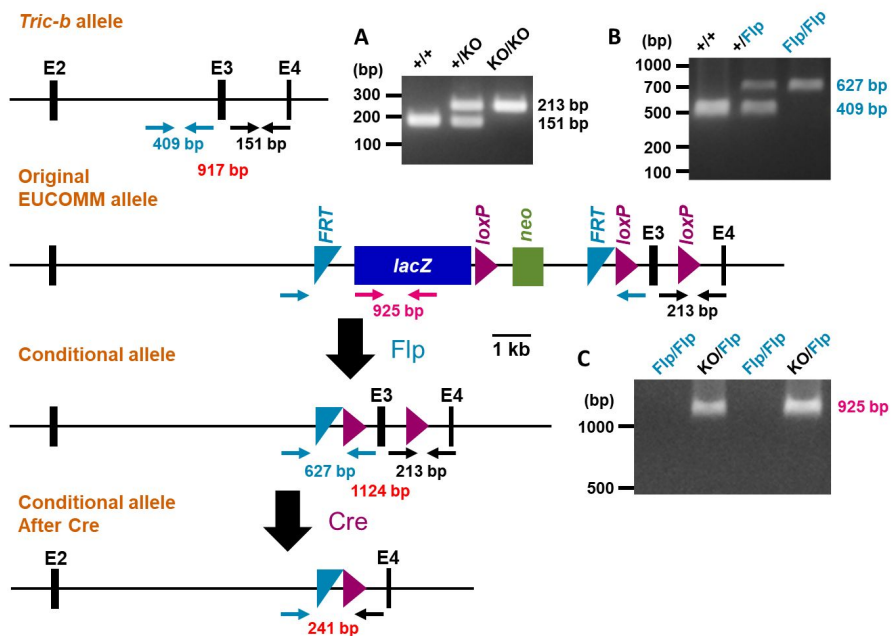 Tric-b allele
E2
E3
E4
409 bp
151 bp
917 bp
A
(bp)
+/+
+/KO
KO/KO
300
200
100
213 bp
151 bp
B
(bp)
+/+
+/Flp
Flp/Flp
1000
700
500
200
100
627 bp
409 bp
Original
EUCOMM allele
FRT
lacZ
loxP
neo
FRT
loxP
E3
loxP
E4
925 bp
213 bp
Flp
1 kb
Conditional allele
E2
E3
E4
627 bp
213 bp
1124 bp
C
(bp)
Flp/Flp
KO/Flp
Flp/Flp
KO/Flp
1000
500
925 bp
Conditional allele
After Cre
Cre
E2
E4
241 bp